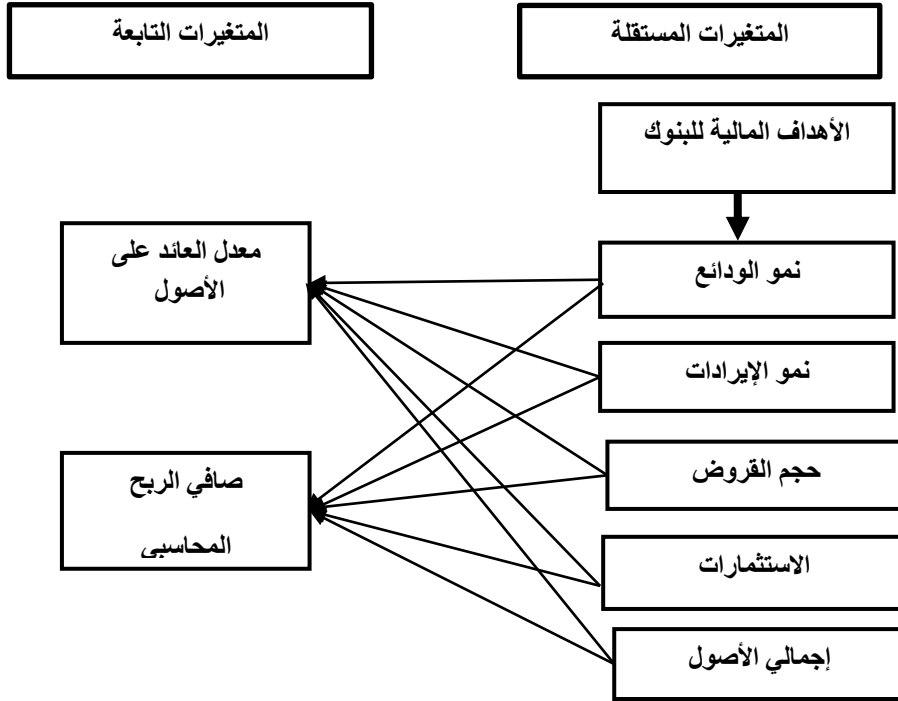 المتغيرات المستقلة
المتغيرات التابعة
الأهداف المالية للبنوك
نمو الودائع
نمو الإيرادات
حجم القروض
الاستثمارات
إجمالي الأصول
معدل العائد على
الأصول
صافي الربح
المحاسبي